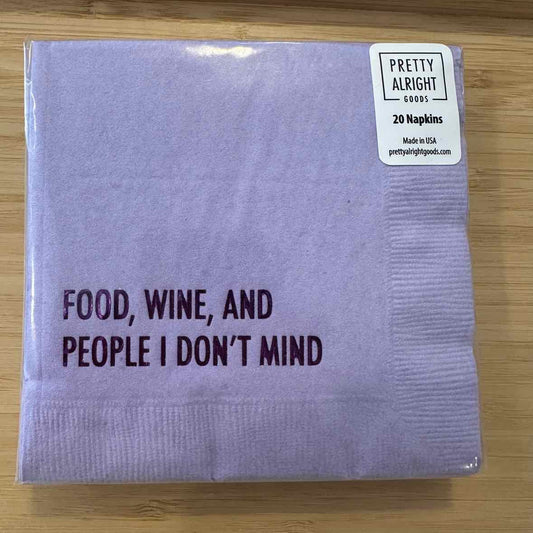 PRETTY
ALRIGHT
GOODS
20 Napkins
Made in USA
prettyalrightgoods.com
FOOD, WINE, AND
PEOPLE I DON'T MIND